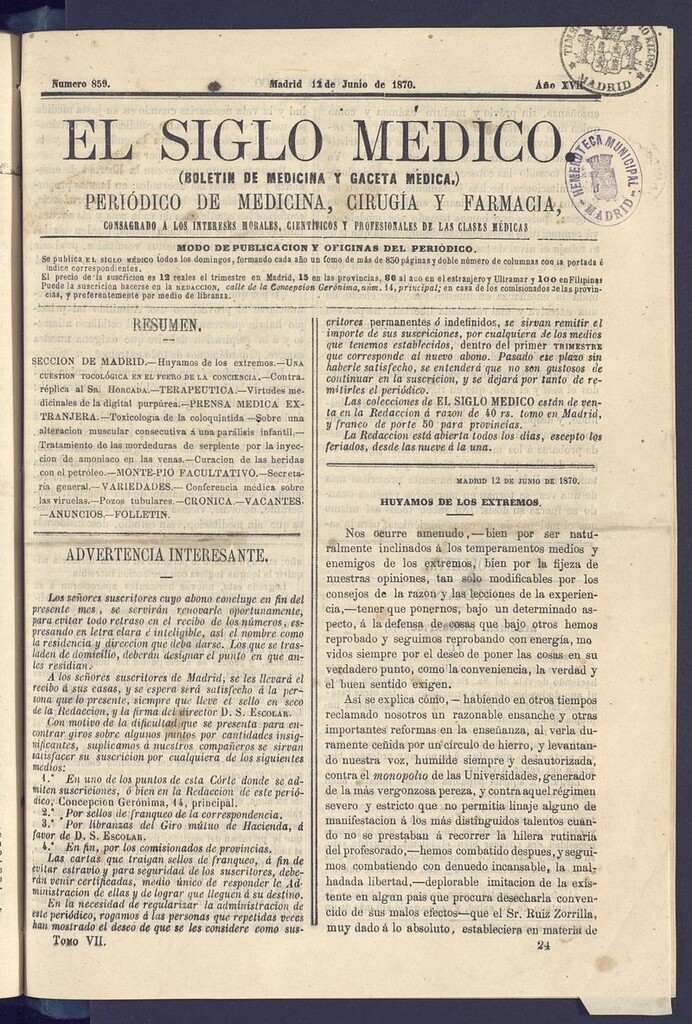 Numero 859.
Madrid 12 de Junio de 1870.
Año XVII.
MADRID
HEMEROTECA MUNICIPAL
MADRID
EL SIGLO MÉDICO
(BOLETIN DE MEDICINA Y GACETA MÉDICA.)
PERIÓDICO DE MEDICINA, CIRUGÍA Y FARMACIA,
CONSAGRADO Á LOS INTERESES MORALES, CIENTÍFICOS Y PROFESIONALES DE LAS CLASES MÉDICAS
MODO DE PUBLICACION Y OFICINAS DEL PERIÓDICO.
Se publica EL SIGLO MÉDICO todos los domingos, formando cada año un tomo de más de 850 páginas y doble número de columnas con la portada é
índice correspondientes.
El precio de la suscricion es 12 reales el trimestre en Madrid, 15 en las provincias, 80 al año en el estranjero y Ultramar y 100 en Filipinas
Puede la suscricion hacerse en la REDACCION, calle de la Concepcion Gerónima, núm. 14, principal; en casa de los comisionados de las provin-
cias, y preferentemente por medio de libranza.
RESUMEN.
SECCION DE MADRID.—Huyamos de los extremos.—UNA
CUESTION TOCOLÓGICA EN EL FUERO DE LA CONCIENCIA.—Contra-
réplica al SR. HORCADA.—TERAPEUTICA.—Virtudes me-
dicinales de la digital purpúrea.—PRENSA MEDICA EX-
TRANJERA.—Toxicologia de la coloquintida.—Sobre una
alteracion muscular consecutiva á una parálisis infantil.—
Tratamiento de las mordeduras de serpiente por la inyec-
cion de amoniaco en las venas.—Curacion de las heridas
con el petróleo.—MONTE-PIO FACULTATIVO.—Secreta-
ria general.—VARIEDADES.—Conferencia médica sobre
las viruelas.—Pozos tubulares.—CRONICA.—VACANTES.
—ANUNCIOS.—FOLLETIN.
ADVERTENCIA INTERESANTE.
Los señores suscritores cuyo abono concluye en fin del
presente mes, se servirán renovarle oportunamente,
para evitar todo retraso en el recibo de los números, es-
presando en letra clara é inteligible, asi el nombre como
la residencia y direccion que deba darse. Los que se tras-
laden de domicilio, deberán designar el punto en que an-
tes residian.
A los señores suscritores de Madrid, se les llevará el
recibo á sus casas, y se espera será satisfecho á la per-
sona que lo presente, siempre que lleve el sello en seco
de la Redaccion, y la firma del director D. S. ESCOLAR.
Con motivo de la dificultad que se presenta para en-
contrar giros sobre algunos puntos por cantidades insig-
nificantes, suplicamos á nuestros compañeros se sirvan
satisfacer su suscricion por cualquiera de los siguientes
medios:
1.° En uno de los puntos de esta Córte donde se ad-
miten suscriciones, ó bien en la Redaccion de este perió-
dico, Concepcion Gerónima, 14, principal.
2.° Por sellos de franqueo de la correspondencia.
3.° Por libranzas del Giro mútuo de Hacienda, á
favor de D. S. ESCOLAR.
4.° En fin, por los comisionados de provincias.
Las cartas que traigan sellos de franqueo, á fin de
evitar estravio y para seguridad de los suscritores, debe-
rán venir certificadas, medio único de responder la Ad-
ministracion de ellas y de lograr que lleguen á su destino.
En la necesidad de regularizar la administracion de
este periódico, rogamos á las personas que repetidas veces
han mostrado el deseo de que se les considere como sus-
TOMO VII.
critores permanentes ó indefinidos, se sirvan remitir el
importe de sus suscriciones, por cualquiera de los medios
que tenemos establecidos, dentro del primer TRIMESTRE
que corresponde al nuevo abono. Pasado ese plazo sin
haberle satisfecho, se entenderá que no son gustosos de
continuar en la suscricion, y se dejará por tanto de re-
mitirles el periódico.
Las colecciones de EL SIGLO MEDICO están de ven-
ta en la Redaccion á razon de 40 rs. tomo en Madrid,
y franco de porte 50 para provincias.
La Redaccion está abierta todos los dias, escepto los
feriados, desde las nueve á la una.
MADRID 12 DE JUNIO DE 1870.
HUYAMOS DE LOS EXTREMOS.
Nos ocurre amenudo,—bien por ser natu-
ralmente inclinados á los temperamentos medios y
enemigos de los extremos, bien por la fijeza de
nuestras opiniones, tan solo modificables por los
consejos de la razon y las lecciones de la experien-
cia,—tener que ponernos, bajo un determinado as-
pecto, á la defensa de cosas que bajo otros hemos
reprobado y seguimos reprobando con energía, mo
vidos siempre por el deseo de poner las cosas en su
verdadero punto, como la conveniencia, la verdad y
el buen sentido exigen.
Así se explica cómo,—habiendo en otros tiempos
reclamado nosotros un razonable ensanche y otras
importantes reformas en la enseñanza, al verla du-
ramente ceñida por un círculo de hierro, y levantan-
do nuestra voz, humilde siempre y desautorizada,
contra el monopolio de las Universidades, generador
de la más vergonzosa pereza, y contra aquel régimen
severo y estricto que no permitia linaje alguno de
manifestacion á los más distinguidos talentos cuan-
do no se prestaban á recorrer la hilera rutinaria
del profesorado,—hemos combatido despues, y segui-
mos combatiendo con denuedo incansable, la mal-
hadada libertad,—deplorable imitacion de la exis-
tente en algun pais que procura desecharla conven-
cido de sus malos efectos—que el Sr. Ruiz Zorrilla,
muy dado á lo absoluto, estableciera en materia de
24